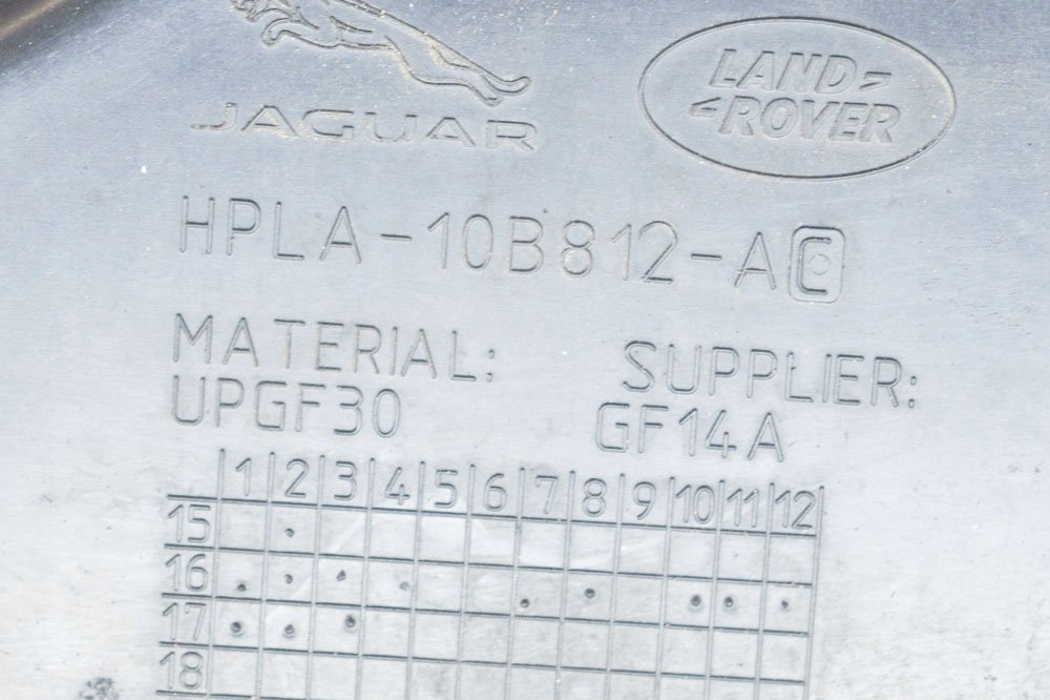 JAGUAR
LAND
ROVER
HPLA-10B812-AC
MATERIAL: SUPPLIER:
UPGF30 GF14A
1 2 3 4 5 6 7 8 9 10 11 12
15
16
17
18